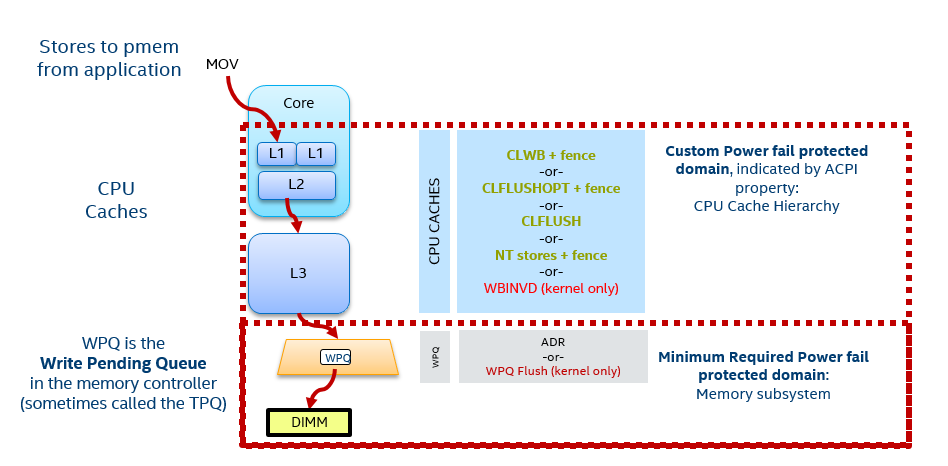 Stores to pmem
from application
MOV
Core
L1
L1
L2
CPU
Caches
L3
CPU CACHES
CLWB + fence
-or-
CLFLUSHOPT + fence
-or-
CLFLUSH
-or-
NT stores + fence
-or-
WBINVD (kernel only)
Custom Power fail protected
domain, indicated by ACPI
property:
CPU Cache Hierarchy
WPQ is the
Write Pending Queue
in the memory controller
(sometimes called the TPQ)
WPQ
DIMM
WPQ
ADR
-or-
WPQ Flush (kernel only)
Minimum Required Power fail
protected domain:
Memory subsystem